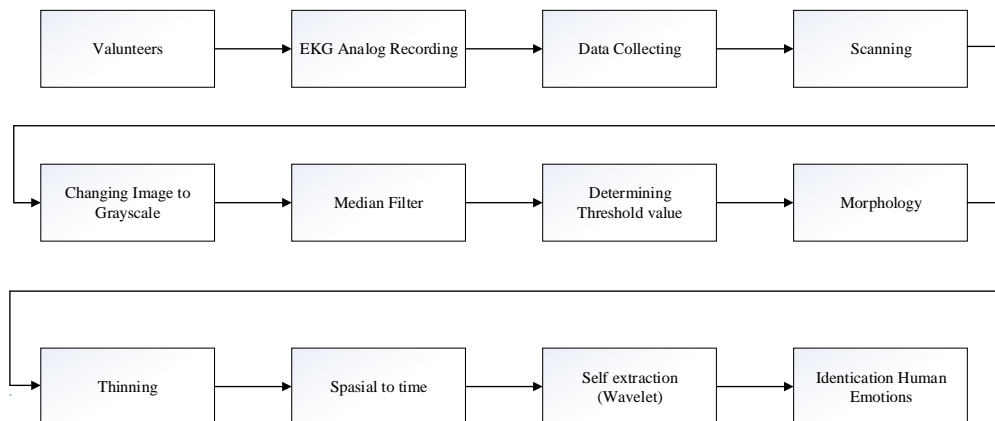 Valunteers
EKG Analog Recording
Data Collecting
Scanning
Changing Image to
Grayscale
Median Filter
Determining
Threshold value
Morphology
Thinning
Spasial to time
Self extraction
(Wavelet)
Identication Human
Emotions